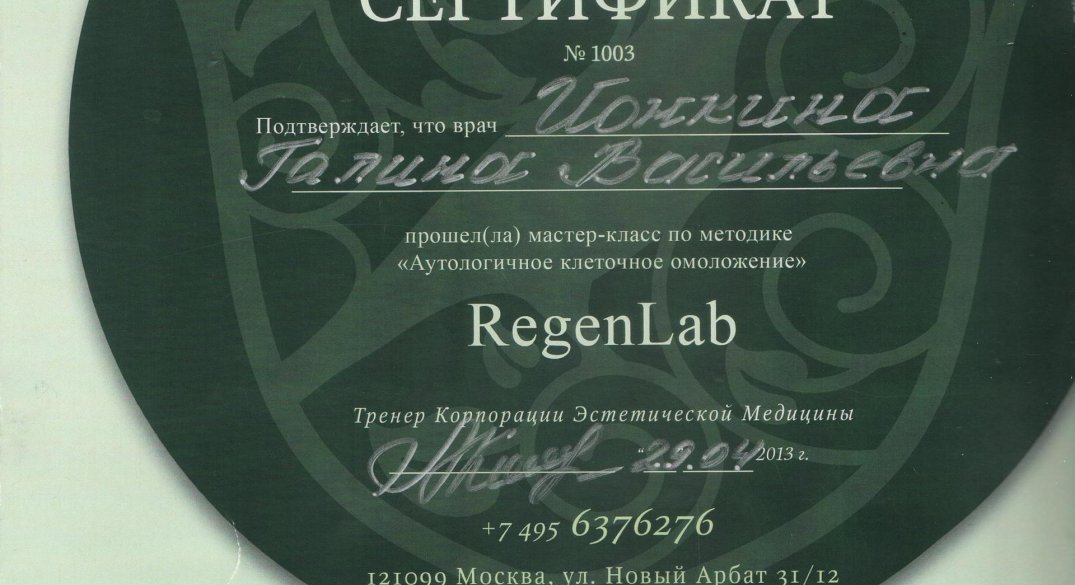 СЕРТИФИКАТ
№ 1003
Подтверждает, что врач Ионкина
Галина Васильевна
прошел(ла) мастер-класс по методике
«Аутологичное клеточное омоложение»
RegenLab
Тренер Корпорации Эстетической Медицины
"29" 04 2013 г.
+7 495 6376276
121099 Москва, ул. Новый Арбат 31/12